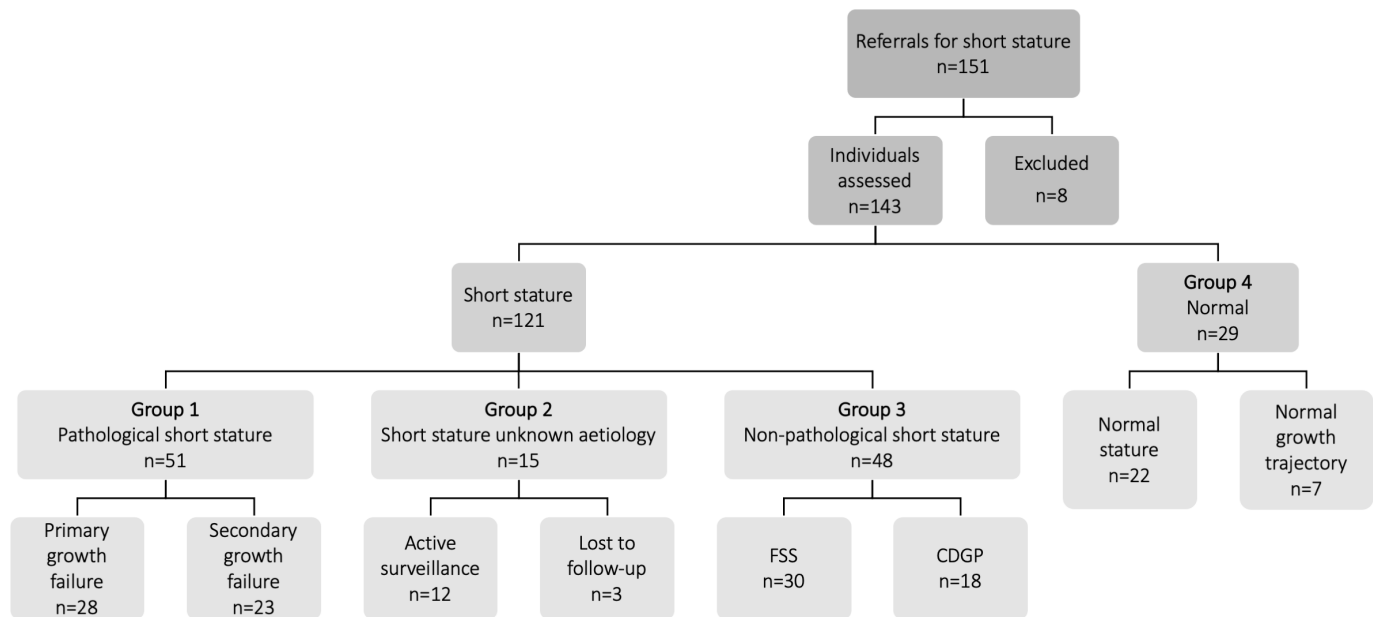 Referrals for short stature
n=151
Individuals
assessed
n=143
Excluded
n=8
Short stature
n=121
Group 4
Normal
n=29
Group 1
Pathological short stature
n=51
Group 2
Short stature unknown aetiology
n=15
Group 3
Non-pathological short stature
n=48
Normal
stature
n=22
Normal
growth
trajectory
n=7
Primary
growth
failure
n=28
Secondary
growth
failure
n=23
Active
surveillance
n=12
Lost to
follow-up
n=3
FSS
n=30
CDGP
n=18